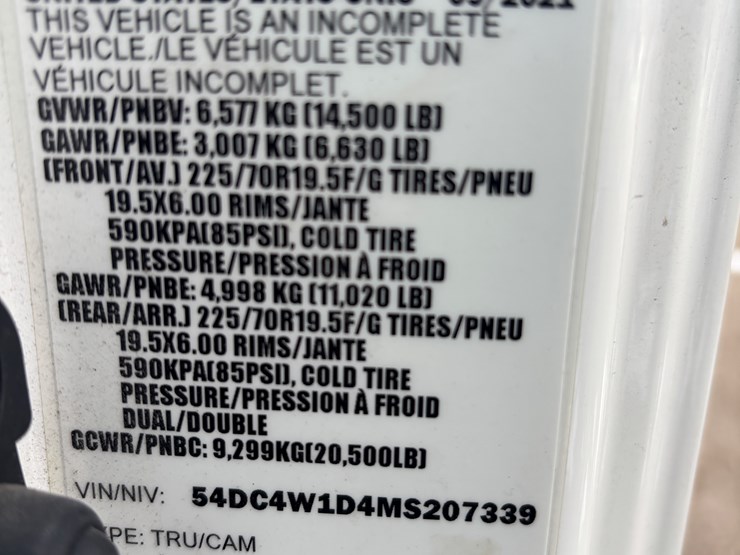 THIS VEHICLE IS AN INCOMPLETE
VEHICLE./LE VÉHICULE EST UN
VÉHICULE INCOMPLET.
GVWR/PNBV: 6,577 KG (14,500 LB)
GAWR/PNBE: 3,007 KG (6,630 LB)
(FRONT/AV.) 225/70R19.5F/G TIRES/PNEU
19.5X6.00 RIMS/JANTE
590KPA(85PSI), COLD TIRE
PRESSURE/PRESSION À FROID
GAWR/PNBE: 4,998 KG (11,020 LB)
(REAR/ARR.) 225/70R19.5F/G TIRES/PNEU
19.5X6.00 RIMS/JANTE
590KPA(85PSI), COLD TIRE
PRESSURE/PRESSION À FROID
DUAL/DOUBLE
GCWR/PNBC: 9,299KG(20,500LB)
VIN/NIV: 54DC4W1D4MS207339
PE: TRU/CAM